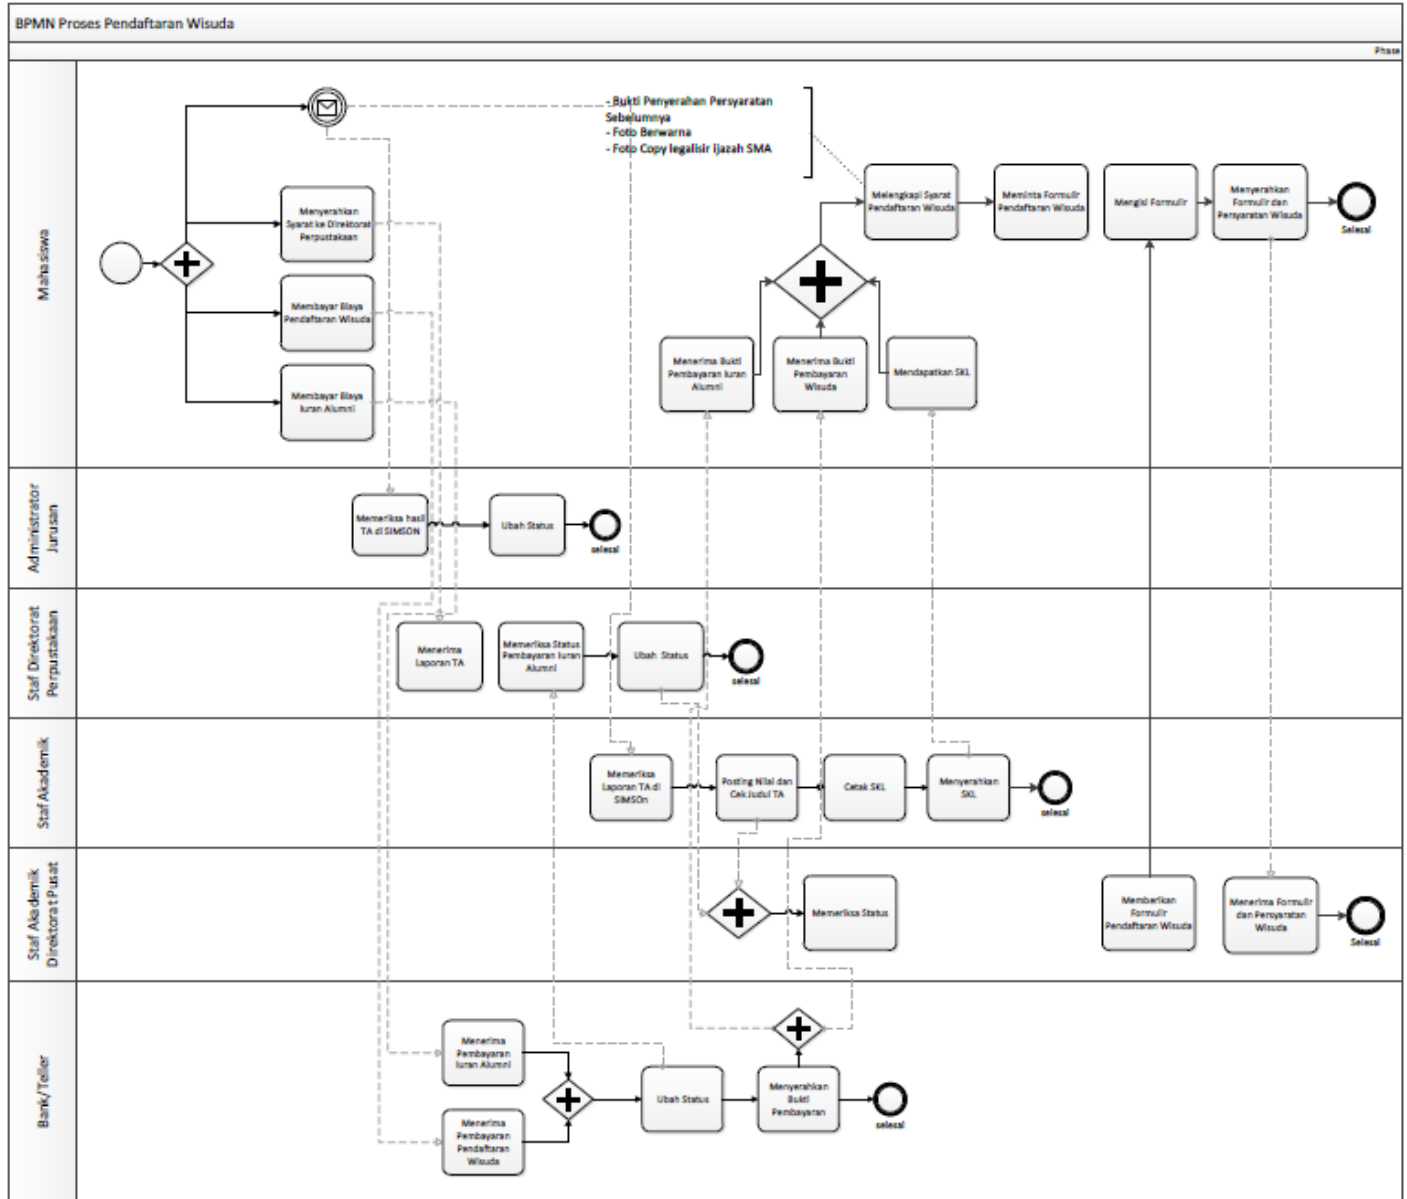 BPMN Proses Pendaftaran Wisuda
Phase
Mahasiswa
- Bukti Penyerahan Persyaratan
Sebelumnya
- Foto Berwarna
- Foto Copy legalisir ijazah SMA
Menyerahkan
Syarat ke Direktorat
Perpustakaan
Membayar Biaya
Pendaftaran Wisuda
Membayar Biaya
Iuran Alumni
Melengkapi Syarat
Pendaftaran Wisuda
Meminta Formulir
Pendaftaran Wisuda
Mengisi Formulir
Menyerahkan
Formulir dan
Persyaratan Wisuda
Selesai
Menerima Bukti
Pembayaran Iuran
Alumni
Menerima Bukti
Pembayaran
Wisuda
Mendapatkan SKL
Administrator
Jurusan
Memeriksa hasil
TA di SIMSON
Ubah Status
selesai
Staf Direktorat
Perpustakaan
Menerima
Laporan TA
Memeriksa Status
Pembayaran Iuran
Alumni
Ubah Status
selesai
Staf Akademik
Memeriksa
Laporan TA di
SIMSOn
Posting Nilai dan
Cek Judul TA
Cetak SKL
Menyerahkan
SKL
selesai
Staf Akademik
Direktorat Pusat
Memeriksa Status
Memberikan
Formulir
Pendaftaran Wisuda
Menerima Formulir
dan Persyaratan
Wisuda
Selesai
Bank/Teller
Menerima
Pembayaran
Iuran Alumni
Menerima
Pembayaran
Pendaftaran
Wisuda
Ubah Status
Menyerahkan
Bukti
Pembayaran
selesai